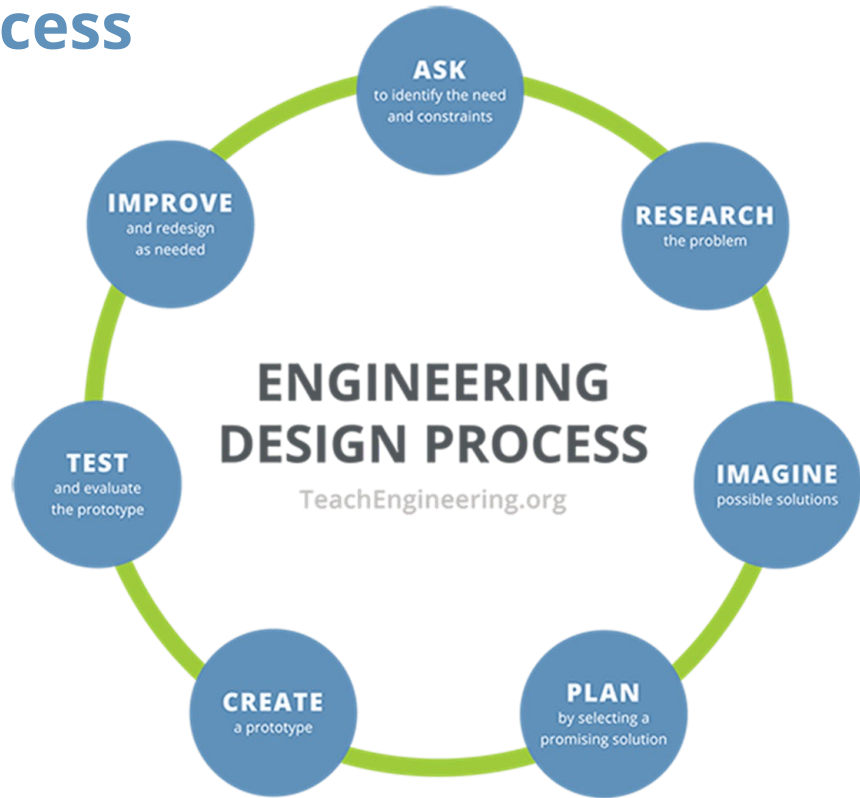 cess
ASK
to identify the need
and constraints
RESEARCH
the problem
IMAGINE
possible solutions
PLAN
by selecting a
promising solution
CREATE
a prototype
TEST
and evaluate
the prototype
IMPROVE
and redesign
as needed
ENGINEERING
DESIGN PROCESS
TeachEngineering.org